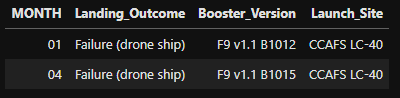 MONTH Landing_Outcome Booster_Version Launch_Site
01 Failure (drone ship) F9 v1.1 B1012 CCAFS LC-40
04 Failure (drone ship) F9 v1.1 B1015 CCAFS LC-40